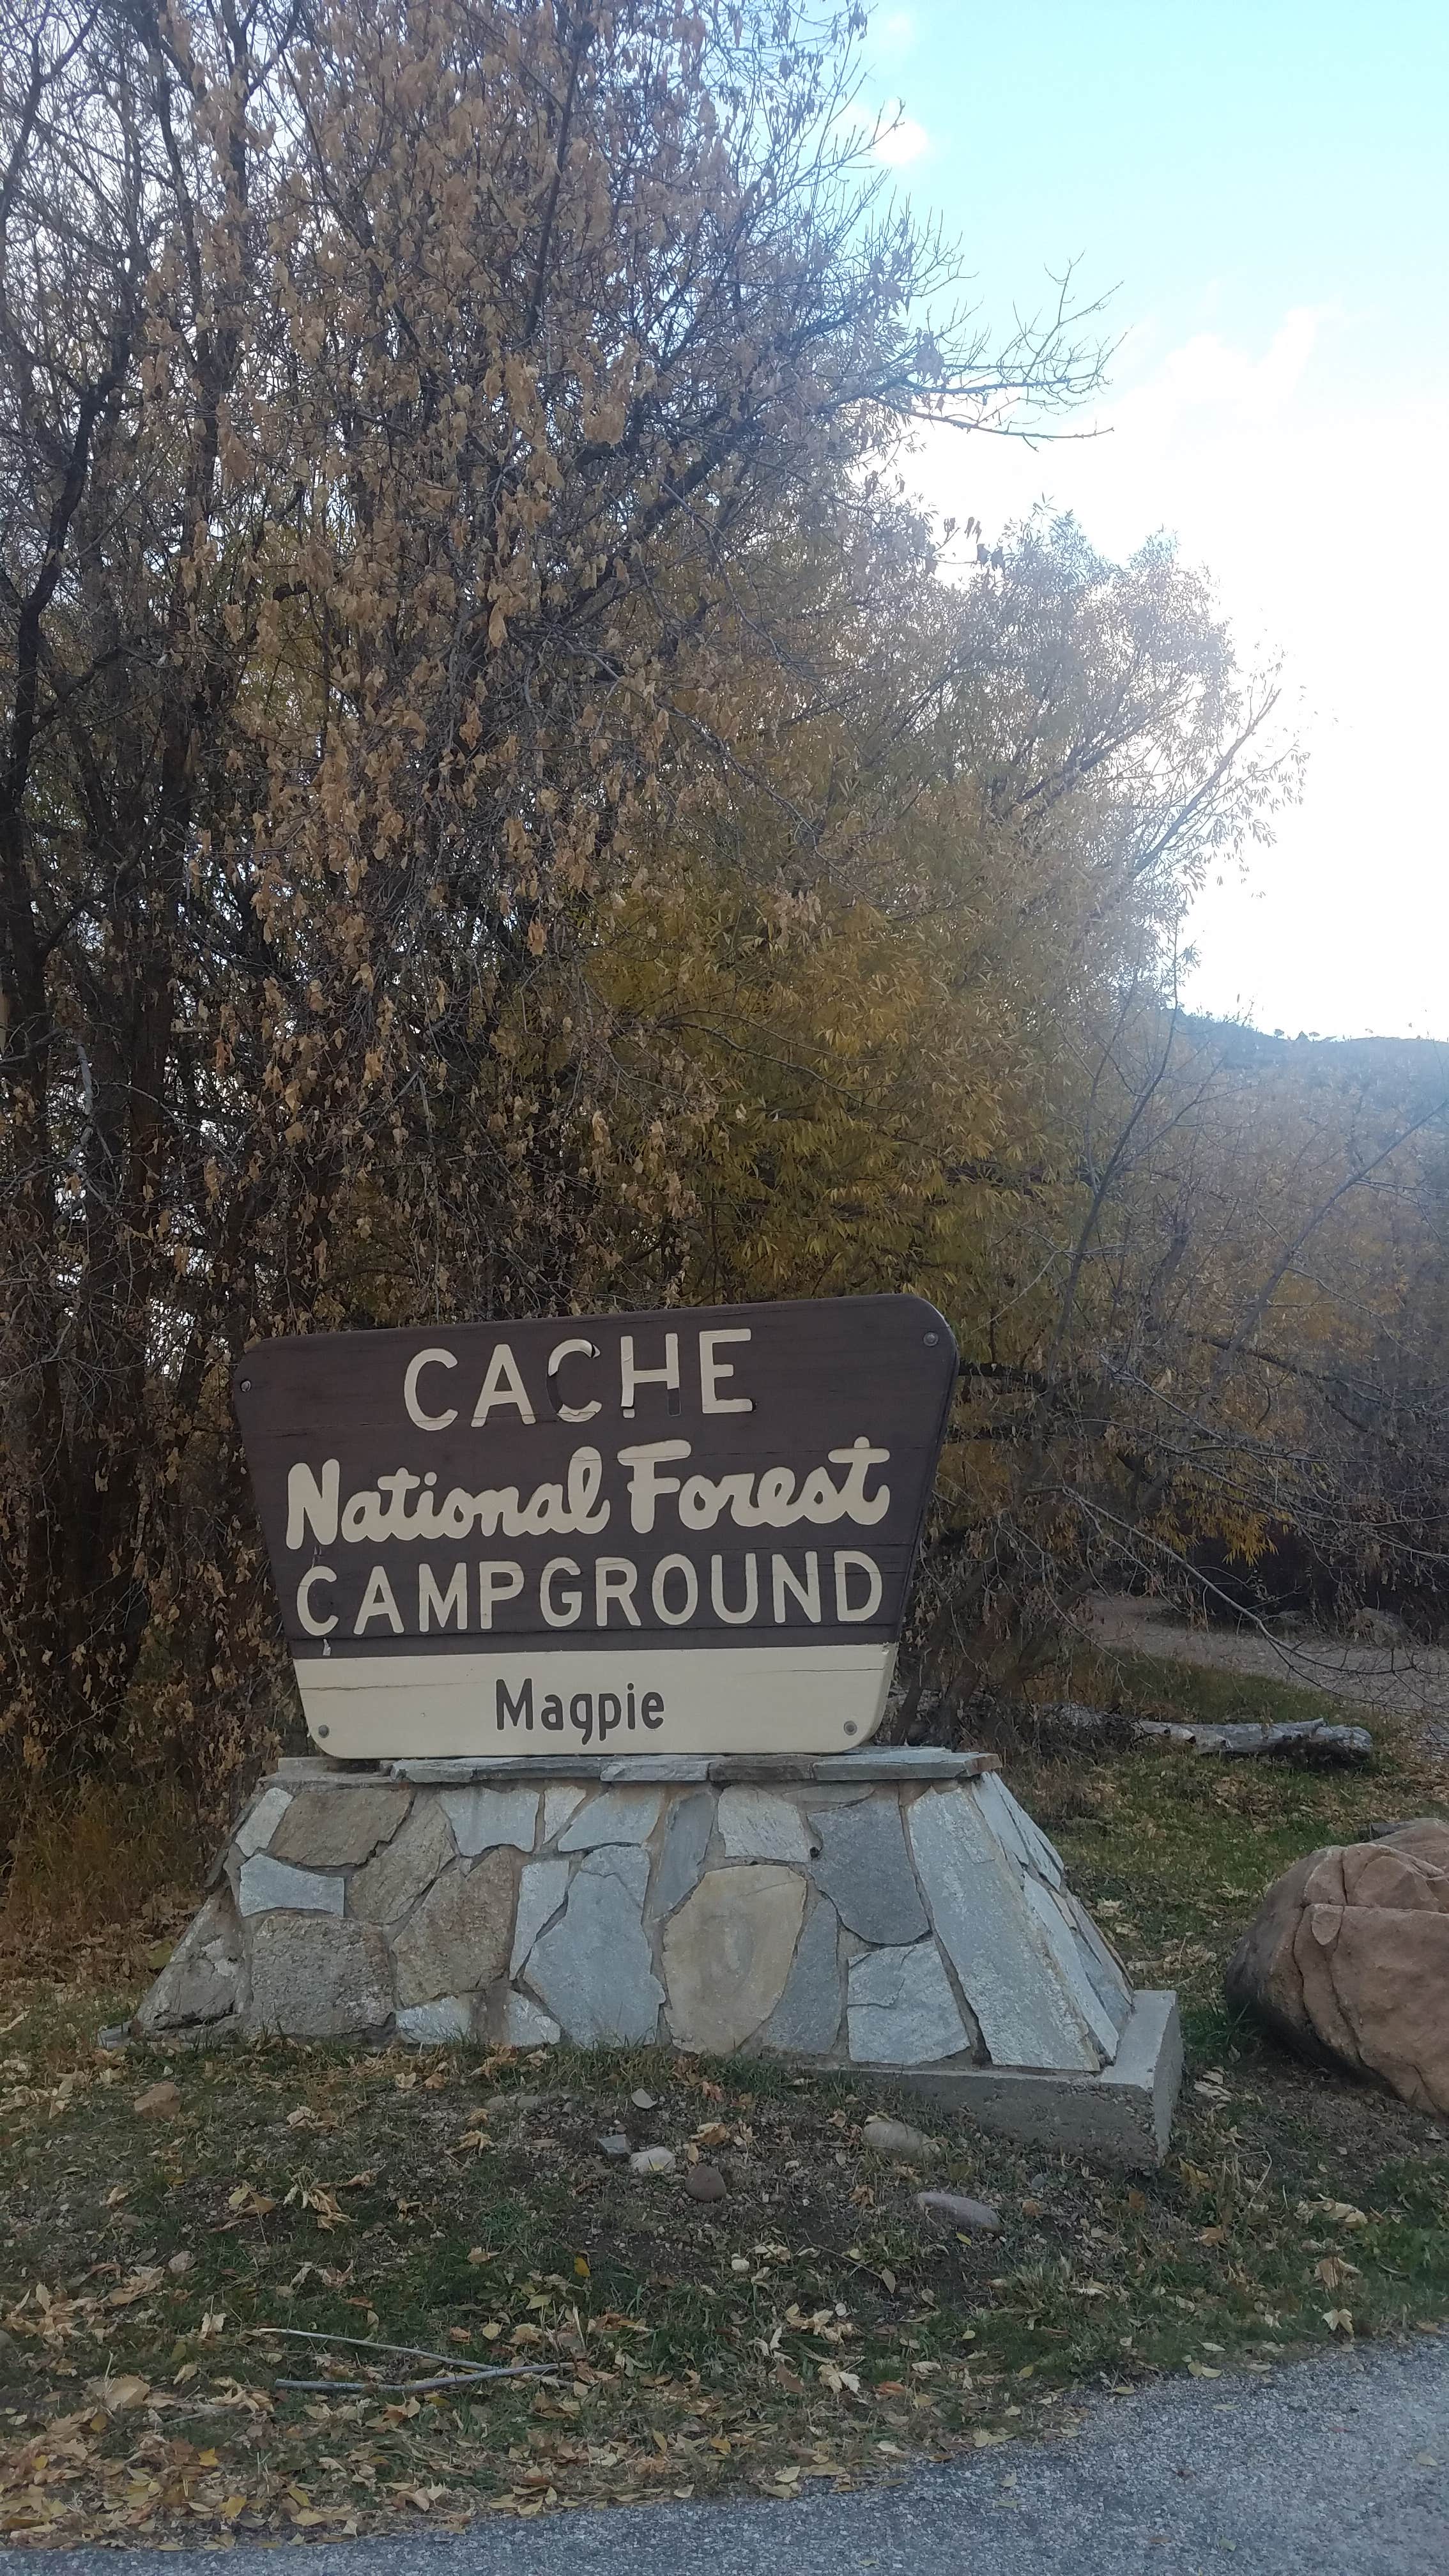 CACHE
National Forest
CAMPGROUND
Magpie